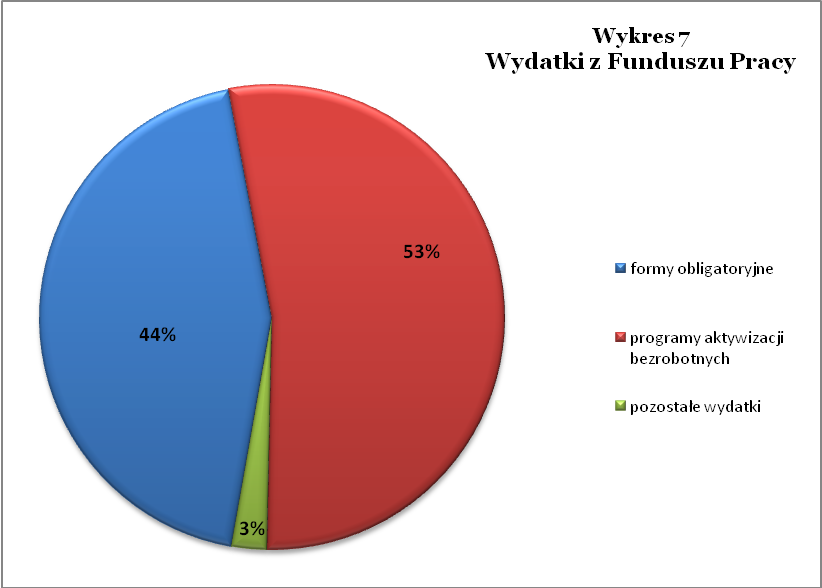 Wykres 7
Wydatki z Funduszu Pracy
53%
44%
3%
formy obligatoryjne
programy aktywizacji
bezrobotnych
pozostałe wydatki